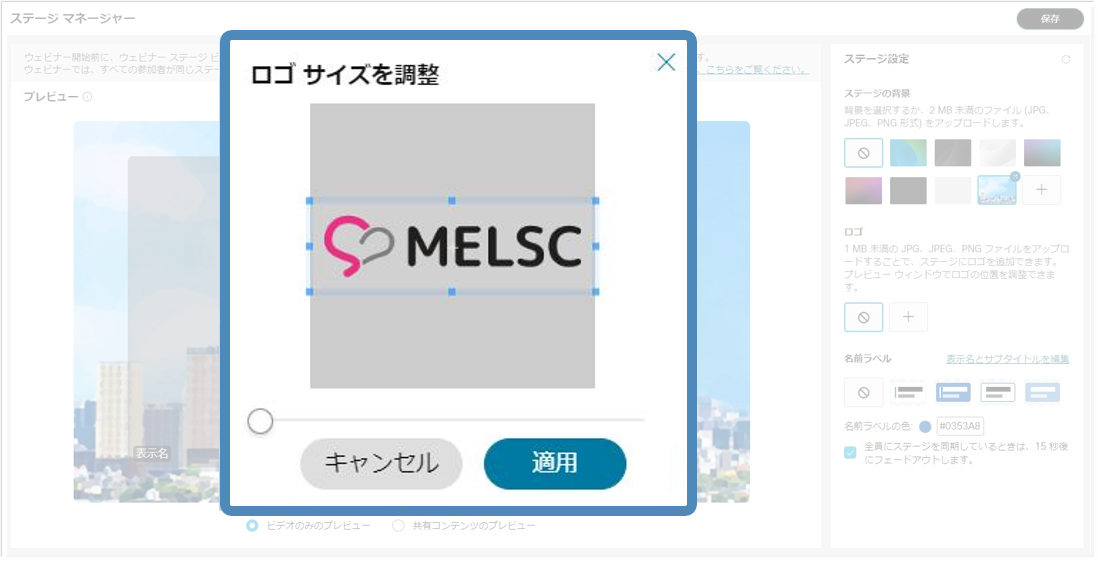 ステージ マネージャー
保存
ウェビナー開始前に、ウェビナー ステージ ビ
す。
ウェビナーでは、すべての参加者が同じステー
こちらをご覧ください。
プレビュー
表示名
ビデオのみのプレビュー
共有コンテンツのプレビュー
ロゴ サイズを調整
MELSC
キャンセル
適用
ステージ設定
ステージの背景
背景を選択するか、2 MB 未満のファイル (JPG、
JPEG、PNG 形式) をアップロードします。
ロゴ
1 MB 未満の JPG、JPEG、PNG ファイルをアップロ
ードすることで、ステージにロゴを追加できます。
プレビュー ウィンドウでロゴの位置を調整できま
す。
名前ラベル
表示名とサブタイトルを編集
名前ラベルの色:
#0353A8
全員にステージを同期しているときは、15 秒後
にフェードアウトします。